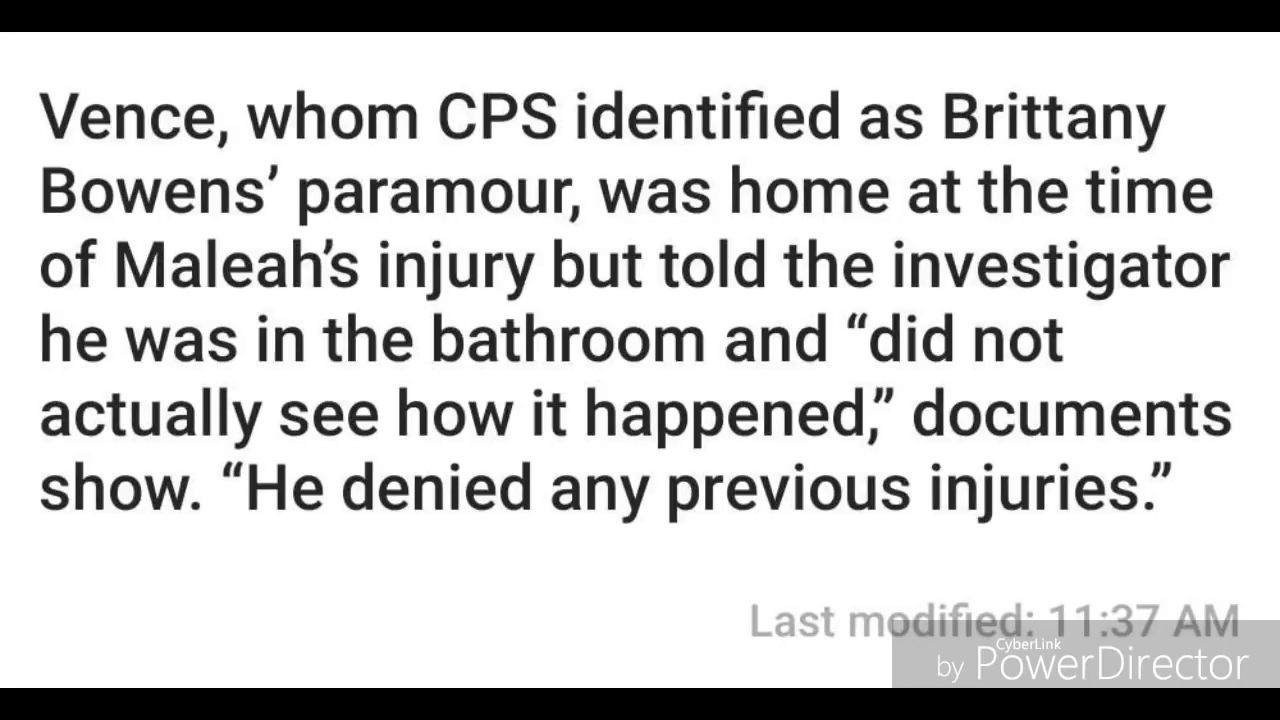 Vence, whom CPS identified as Brittany
Bowens’ paramour, was home at the time
of Maleah’s injury but told the investigator
he was in the bathroom and “did not
actually see how it happened,” documents
show. “He denied any previous injuries.”
Last modified: 11:37 AM
CyberLink
by PowerDirector